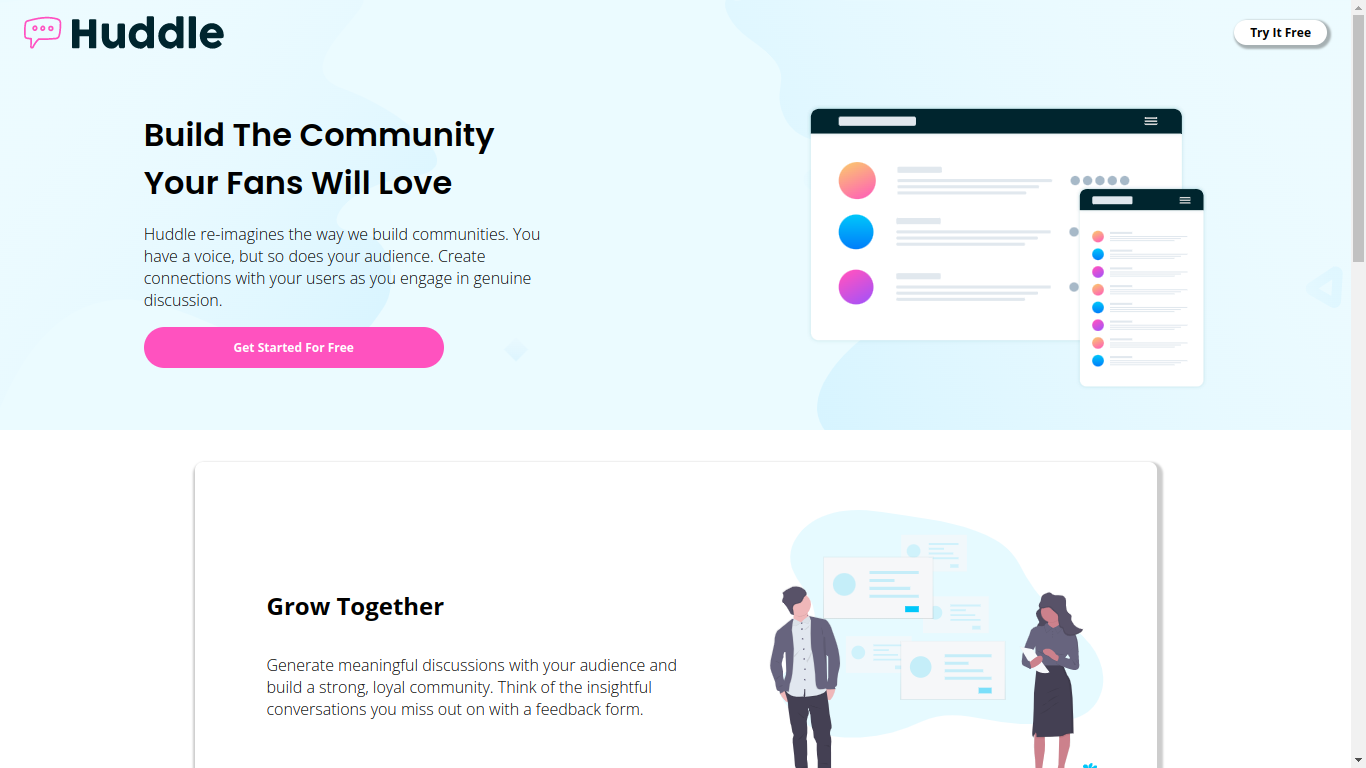 Huddle
Try It Free
Build The Community
Your Fans Will Love
Huddle re-imagines the way we build communities. You
have a voice, but so does your audience. Create
connections with your users as you engage in genuine
discussion.
Get Started For Free
Grow Together
Generate meaningful discussions with your audience and
build a strong, loyal community. Think of the insightful
conversations you miss out on with a feedback form.